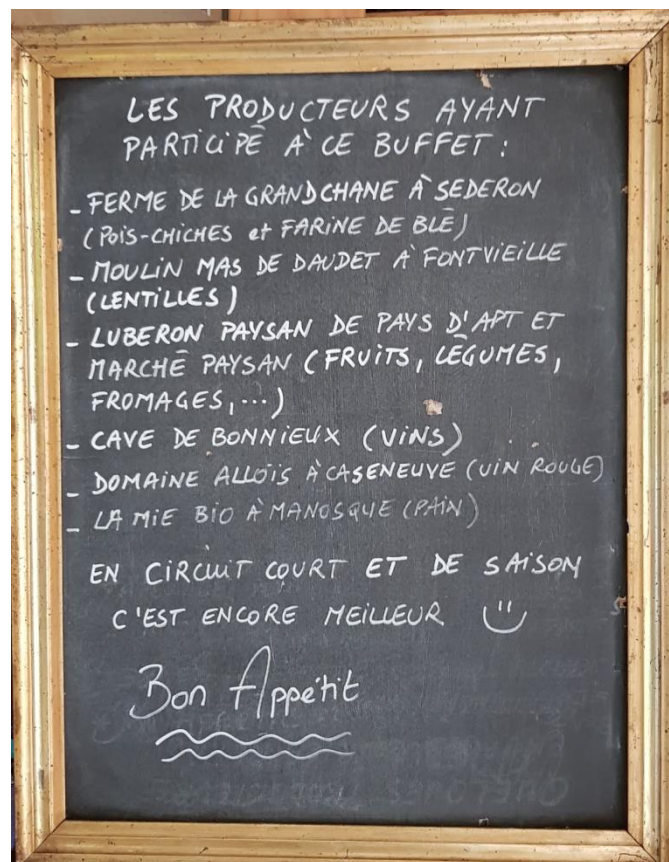 LES PRODUCTEURS AYANT
PARTICIPÉ À CE BUFFET :
- FERME DE LA GRANDCHANE À SEDERON
(POIS-CHICHES et FARINE DE BLÉ)
- MOULIN MAS DE DAUDET À FONTVIEILLE
(LENTILLES)
- LUBERON PAYSAN DE PAYS D'APT ET
MARCHÉ PAYSAN (FRUITS, LÉGUMES,
FROMAGES, ...)
- CAVE DE BONNIEUX (VINS)
- DOMAINE ALLOIS À CASENEUVE (VIN ROUGE)
- LA MIE BIO À MANOSQUE (PAIN)
EN CIRCUIT COURT ET DE SAISON
C'EST ENCORE MEILLEUR
Bon Appétit